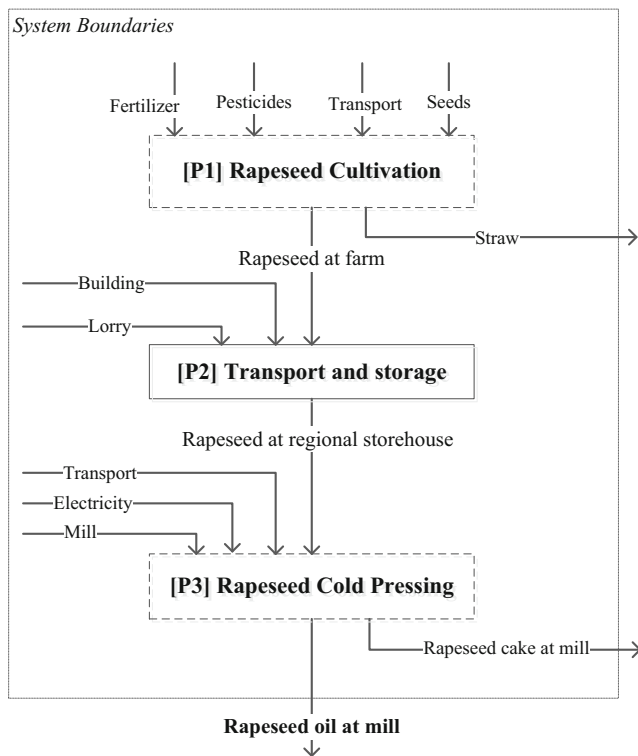 System Boundaries
Fertilizer
Pesticides
Transport
Seeds
[P1] Rapeseed Cultivation
Straw
Rapeseed at farm
Building
Lorry
[P2] Transport and storage
Rapeseed at regional storehouse
Transport
Electricity
Mill
[P3] Rapeseed Cold Pressing
Rapeseed cake at mill
Rapeseed oil at mill